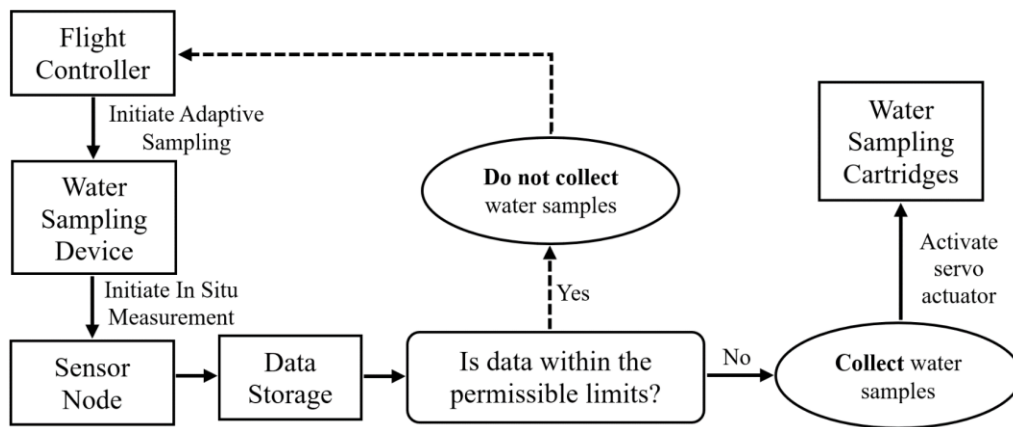 Flight
Controller
Initiate Adaptive
Sampling
Water
Sampling
Device
Initiate In Situ
Measurement
Sensor
Node
Data
Storage
Is data within the
permissible limits?
Yes
Do not collect
water samples
No
Collect water
samples
Activate
servo
actuator
Water
Sampling
Cartridges